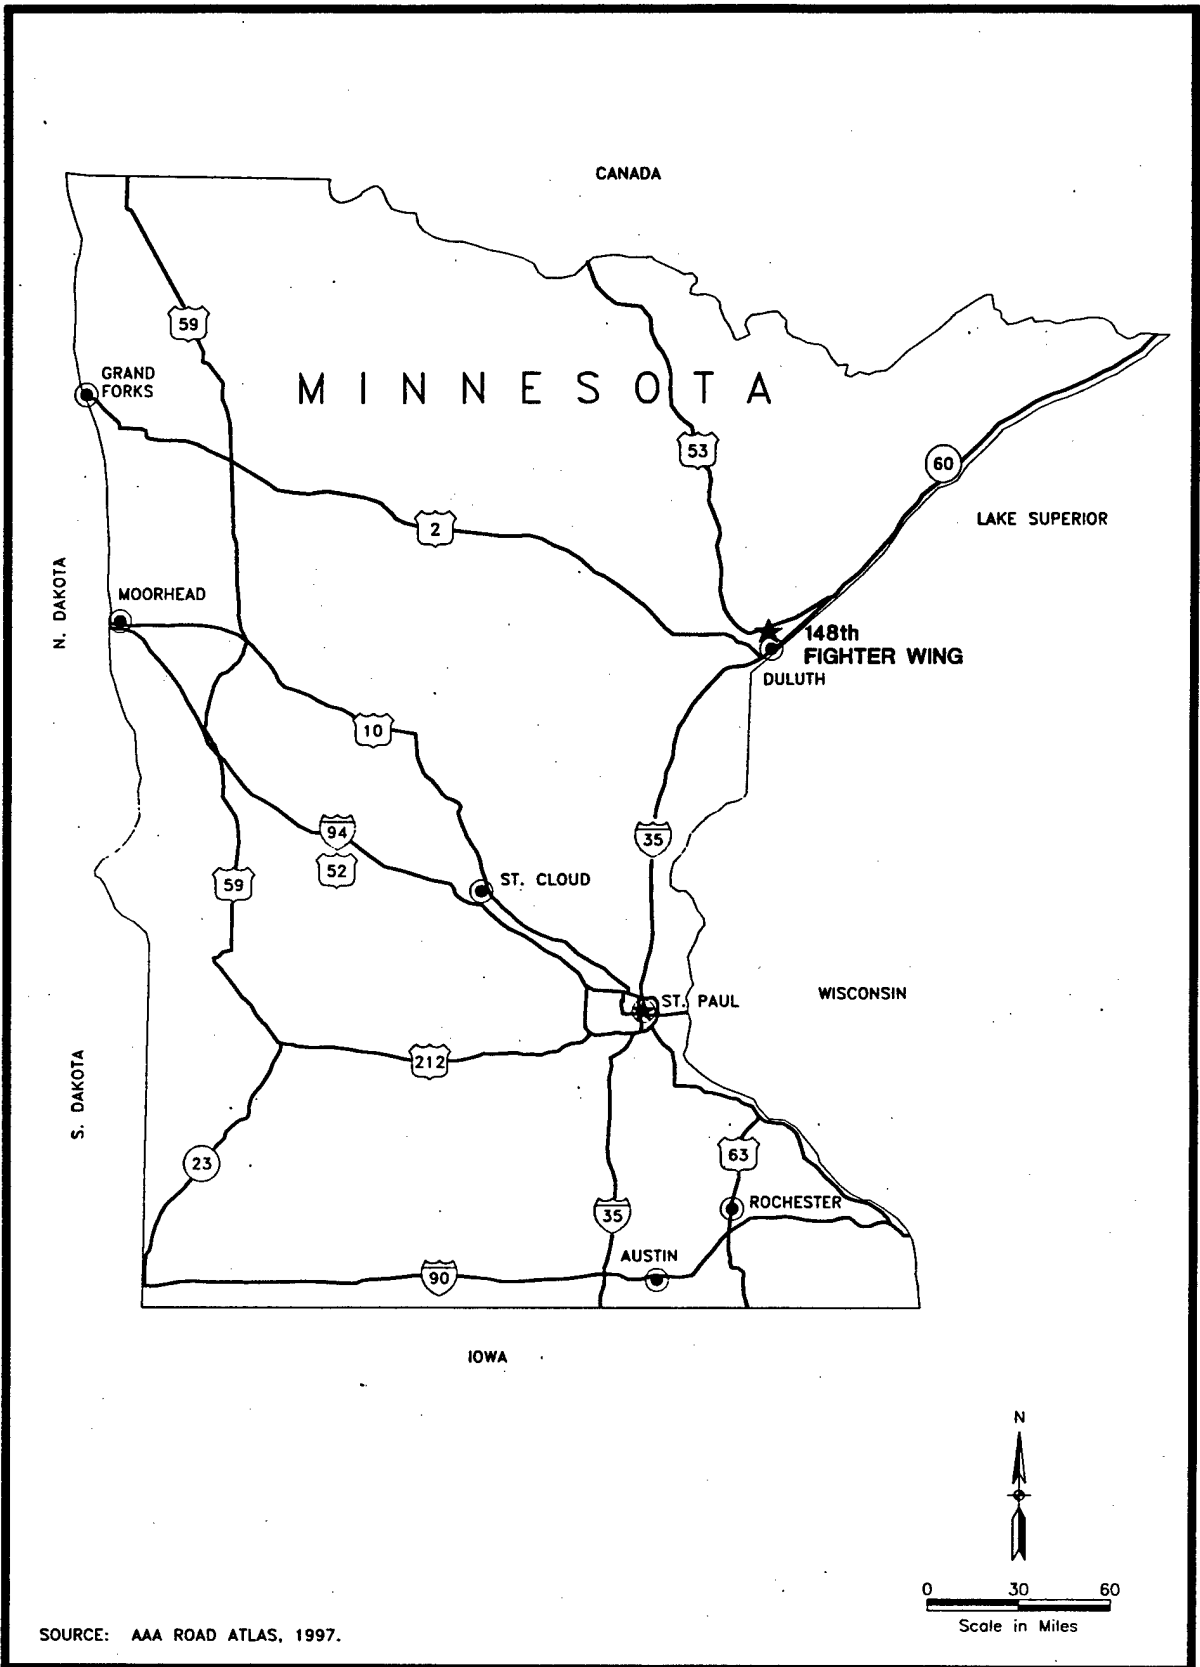 CANADA
59
GRAND
FORKS
MINNESOTA
53
60
2
LAKE SUPERIOR
N. DAKOTA
MOORHEAD
148th
FIGHTER WING
DULUTH
10
94
35
52
59
ST. CLOUD
WISCONSIN
ST. PAUL
212
S. DAKOTA
63
23
ROCHESTER
35
AUSTIN
90
IOWA
N
0 30 60
Scale in Miles
SOURCE: AAA ROAD ATLAS, 1997.